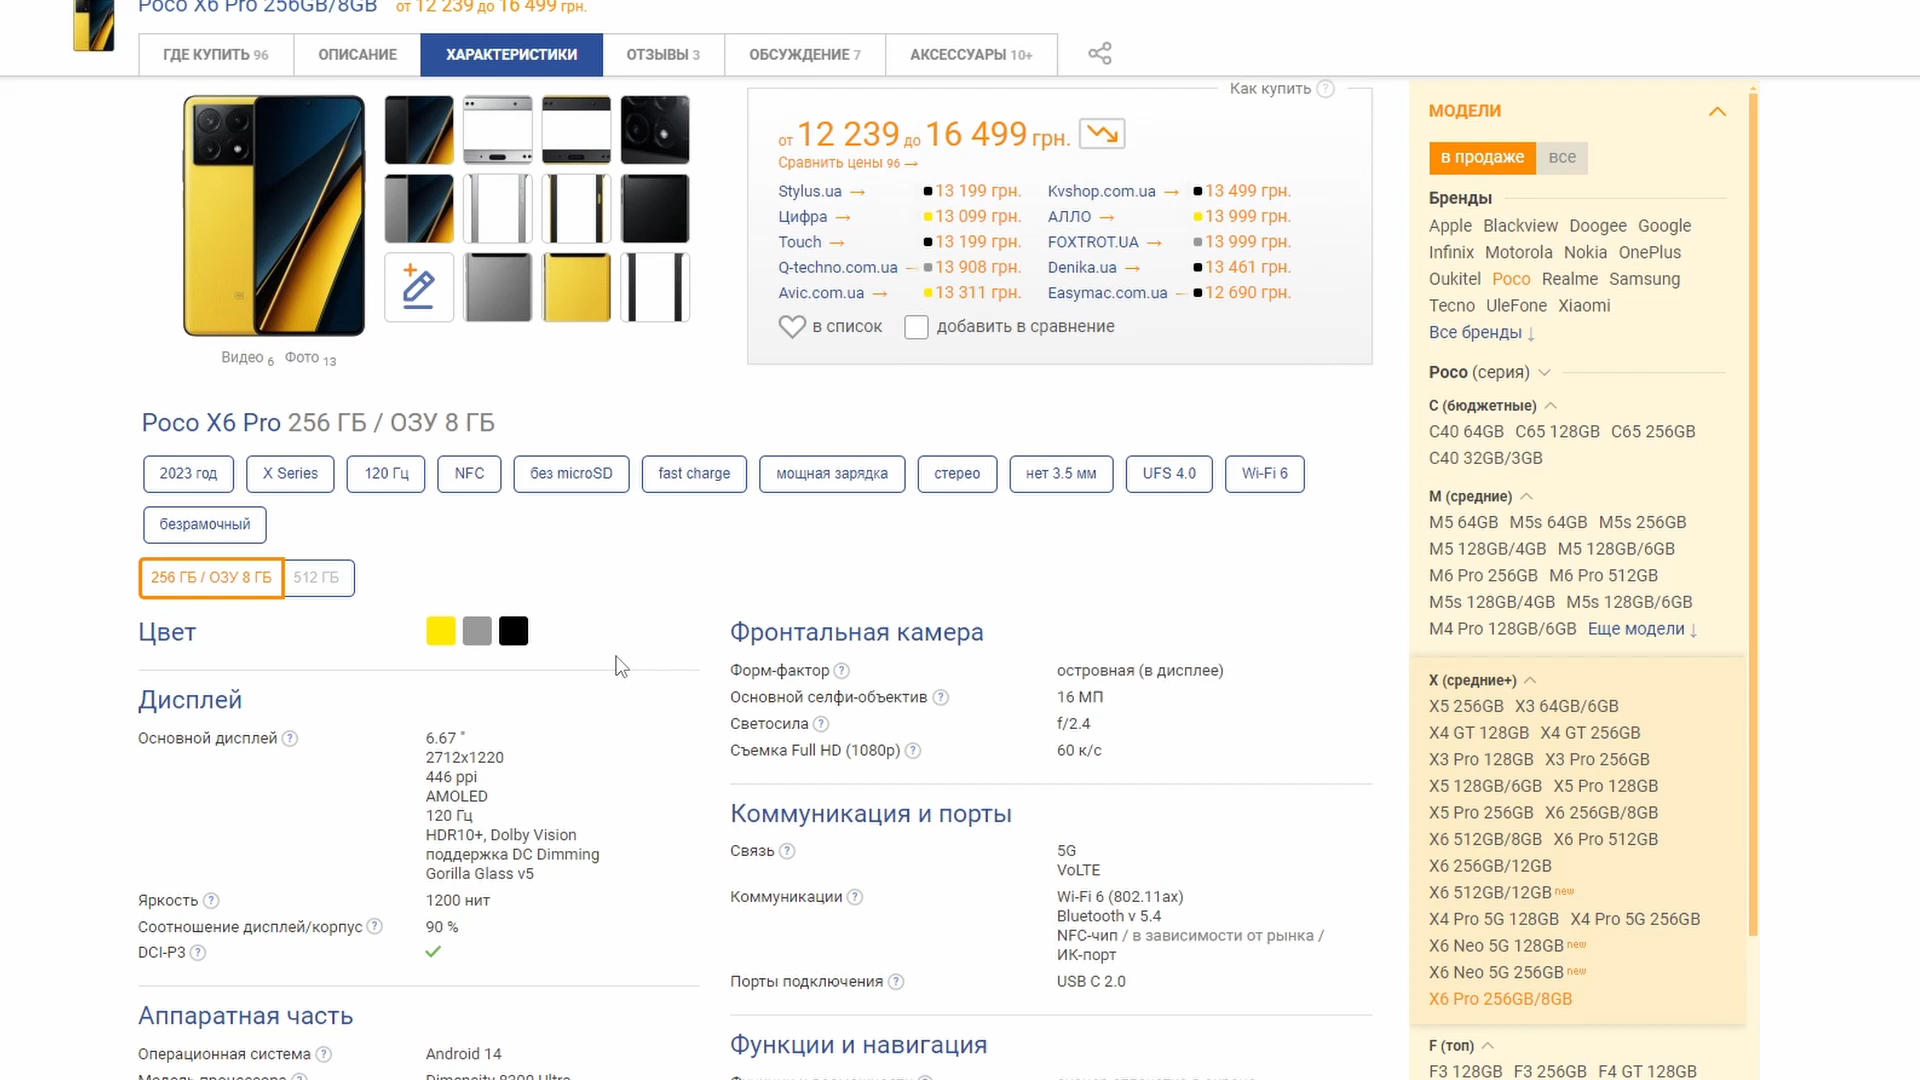 Poco X6 Pro 256GB/8GB от 12 239 до 16 499 грн.
ГДЕ КУПИТЬ 96 ОПИСАНИЕ ХАРАКТЕРИСТИКИ ОТЗЫВЫ 3 ОБСУЖДЕНИЕ 7 АКСЕССУАРЫ 10+
Видео 6 Фото 13
Как купить ?
от 12 239 до 16 499 грн.
Сравнить цены 96 →
Stylus.ua → 13 199 грн. Kvshop.com.ua → 13 499 грн.
Цифра → 13 099 грн. АЛЛО → 13 999 грн.
Touch → 13 199 грн. FOXTROT.UA → 13 999 грн.
Q-techno.com.ua → 13 908 грн. Denika.ua → 13 461 грн.
Avic.com.ua → 13 311 грн. Easymac.com.ua → 12 690 грн.
в список добавить в сравнение
Poco X6 Pro 256 ГБ / ОЗУ 8 ГБ
2023 год X Series 120 Гц NFC без microSD fast charge мощная зарядка стерео нет 3.5 мм UFS 4.0 Wi-Fi 6
безрамочный
256 ГБ / ОЗУ 8 ГБ 512 ГБ
Цвет
Дисплей
Основной дисплей ? 6.67 "
2712x1220
446 ppi
AMOLED
120 Гц
HDR10+, Dolby Vision
поддержка DC Dimming
Gorilla Glass v5
Яркость ? 1200 нит
Соотношение дисплей/корпус ? 90 %
DCI-P3 ?
Аппаратная часть
Операционная система ? Android 14
Модель процессора ? Dimensity 8300 Ultra
Фронтальная камера
Форм-фактор ? островная (в дисплее)
Основной селфи-объектив ? 16 МП
Светосила ? f/2.4
Съемка Full HD (1080p) ? 60 к/с
Коммуникация и порты
Связь ? 5G
VoLTE
Коммуникации ? Wi-Fi 6 (802.11ax)
Bluetooth v 5.4
NFC-чип / в зависимости от рынка /
ИК-порт
Порты подключения ? USB C 2.0
Функции и навигация
МОДЕЛИ
в продаже все
Бренды
Apple Blackview Doogee Google
Infinix Motorola Nokia OnePlus
Oukitel Poco Realme Samsung
Tecno UleFone Xiaomi
Все бренды ↓
Poco (серия)
C (бюджетные)
C40 64GB C65 128GB C65 256GB
C40 32GB/3GB
M (средние)
M5 64GB M5s 64GB M5s 256GB
M5 128GB/4GB M5 128GB/6GB
M6 Pro 256GB M6 Pro 512GB
M5s 128GB/4GB M5s 128GB/6GB
M4 Pro 128GB/6GB Еще модели ↓
X (средние+)
X5 256GB X3 64GB/6GB
X4 GT 128GB X4 GT 256GB
X3 Pro 128GB X3 Pro 256GB
X5 128GB/6GB X5 Pro 128GB
X5 Pro 256GB X6 256GB/8GB
X6 512GB/8GB X6 Pro 512GB
X6 256GB/12GB
X6 512GB/12GB new
X4 Pro 5G 128GB X4 Pro 5G 256GB
X6 Neo 5G 128GB new
X6 Neo 5G 256GB new
X6 Pro 256GB/8GB
F (топ)
F3 128GB F3 256GB F4 GT 128GB